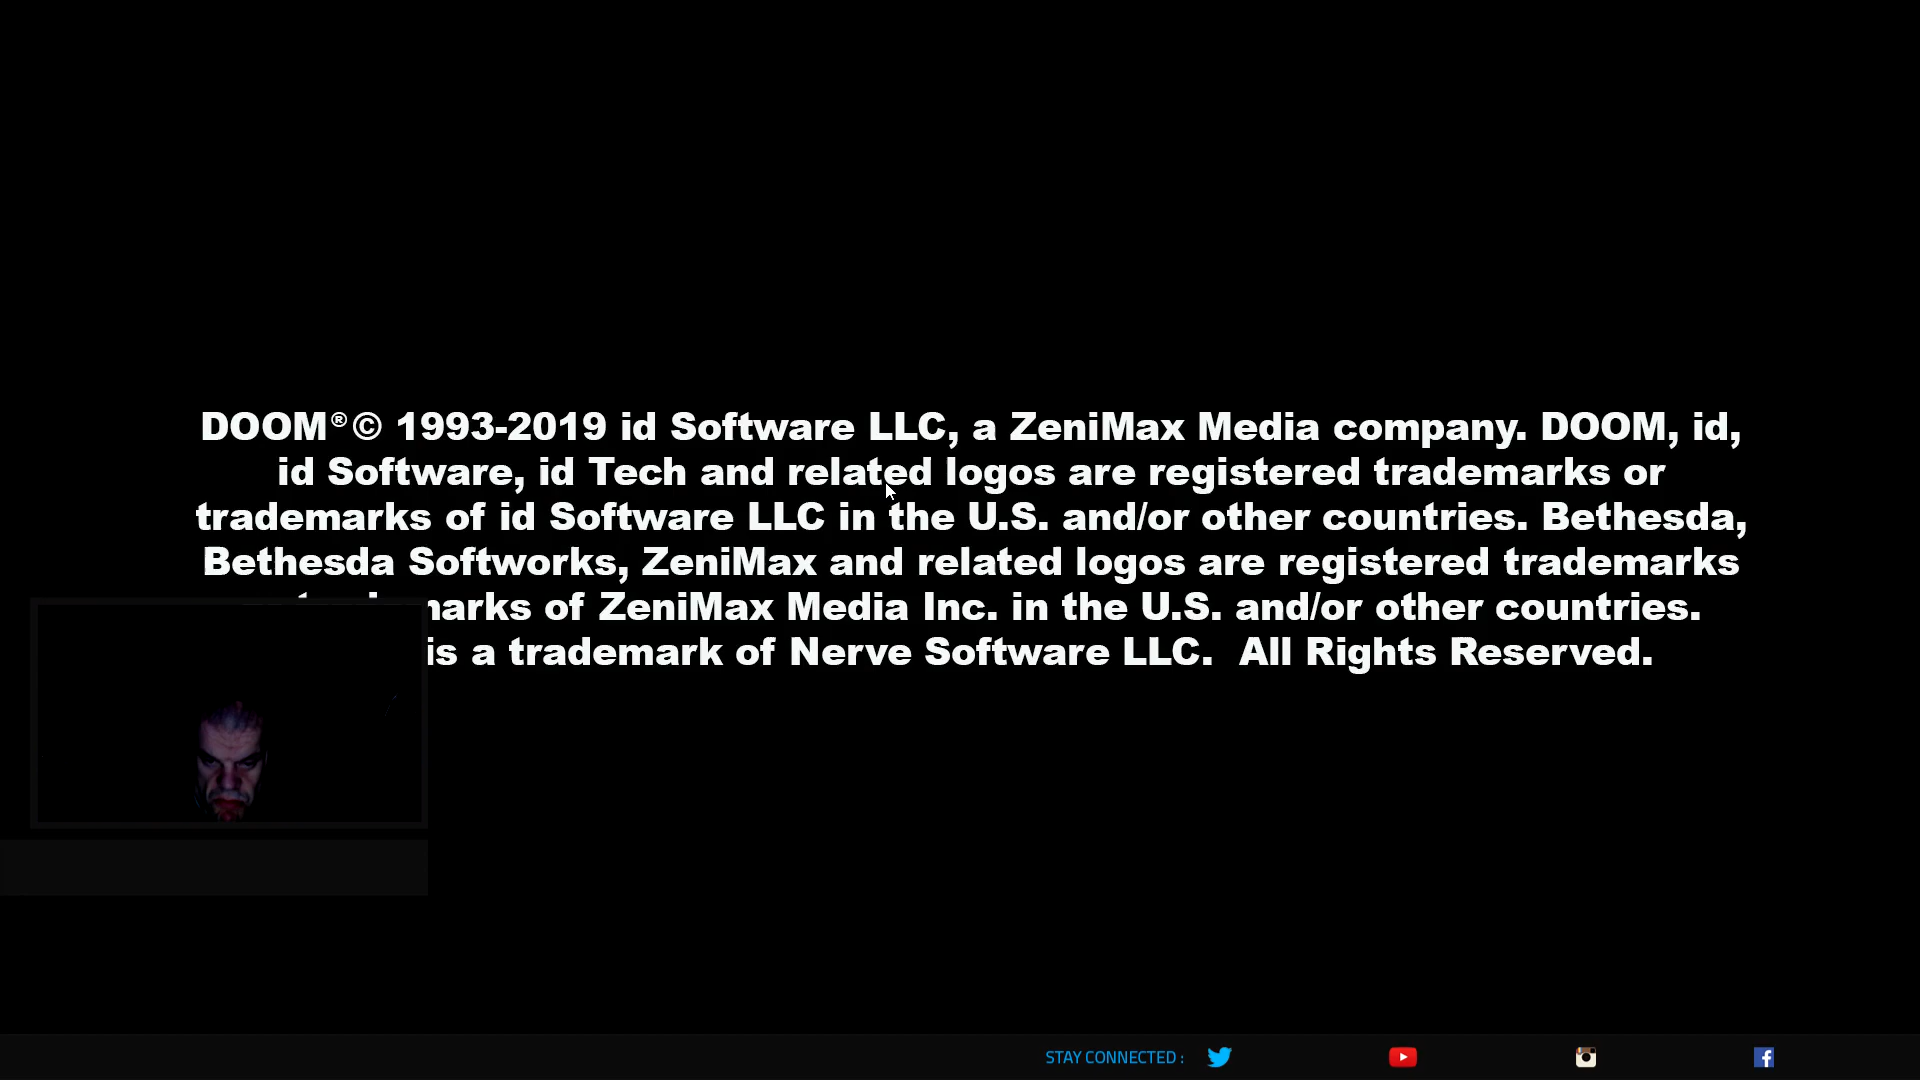 DOOM®© 1993-2019 id Software LLC, a ZeniMax Media company. DOOM, id,
id Software, id Tech and related logos are registered trademarks or
trademarks of id Software LLC in the U.S. and/or other countries. Bethesda,
Bethesda Softworks, ZeniMax and related logos are registered trademarks
of ZeniMax Media Inc. in the U.S. and/or other countries.
is a trademark of Nerve Software LLC. All Rights Reserved.
STAY CONNECTED :